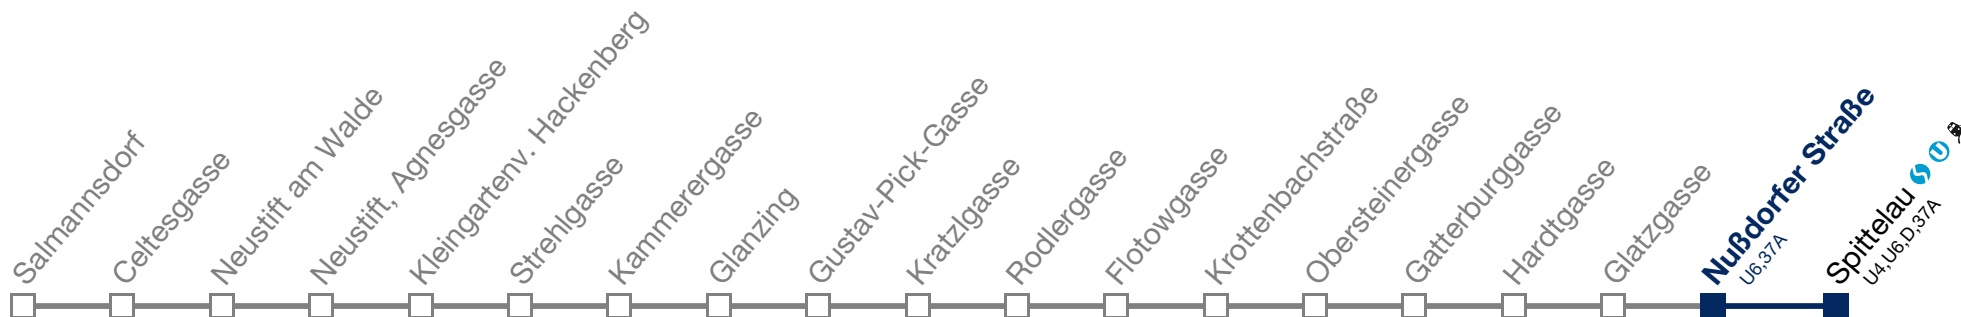 Salmannsdorf
Celtesgasse
Neustift am Walde
Neustift, Agnesgasse
Kleingartenv. Hackenberg
Strehlgasse
Kammerergasse
Glanzing
Gustav-Pick-Gasse
Kratzlgasse
Rodlergasse
Flotowgasse
Krottenbachstraße
Obersteinergasse
Gatterburggasse
Hardtgasse
Glatzgasse
Nußdorfer Straße
U6,37A
Spittelau S U
U4,U6,D,37A